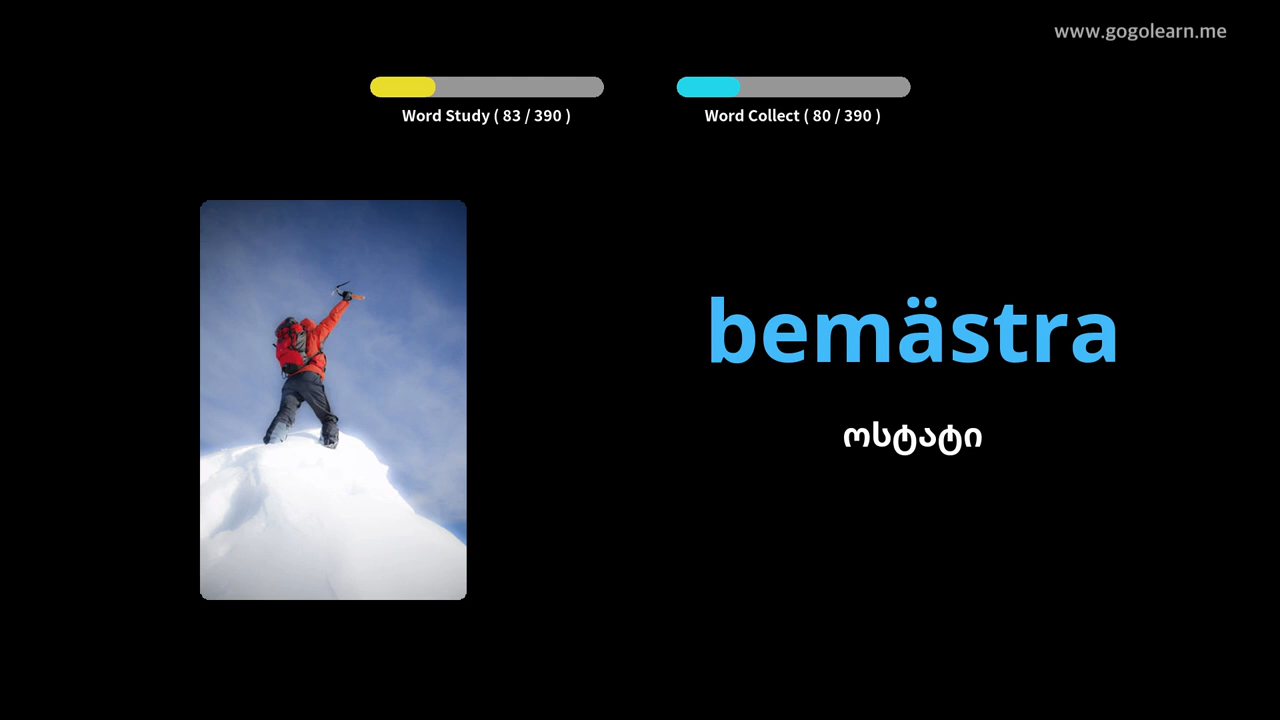 www.gogolearn.me
Word Study ( 83 / 390 )
Word Collect ( 80 / 390 )
bemästra
ოსტატი